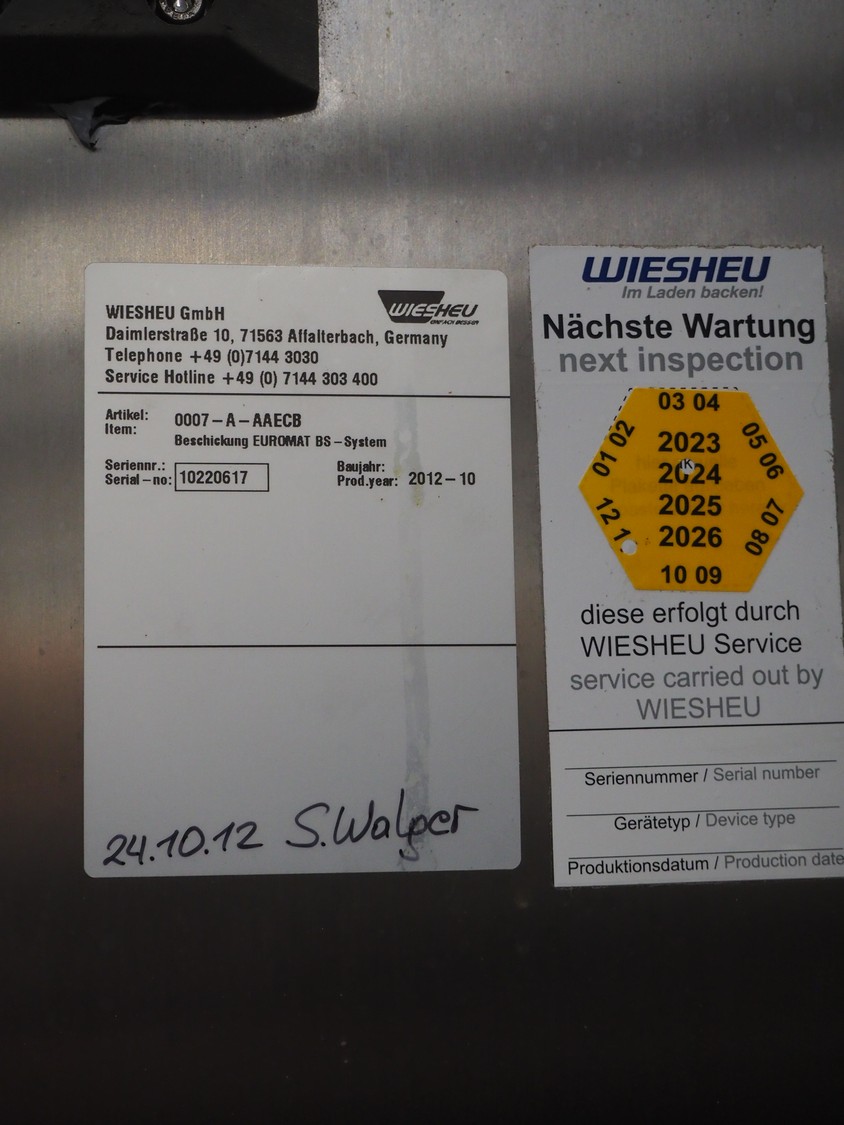 WIESHEU GmbH
WIESHEU
EINFACH BESSER
Daimlerstraße 10, 71563 Affalterbach, Germany
Telephone +49 (0)7144 3030
Service Hotline +49 (0) 7144 303 400
Artikel:
Item:
0007-A-AAECB
Beschickung EUROMAT BS-System
Seriennr.:
Serial-no: 10220617
Baujahr:
Prod.year: 2012-10
24.10.12 S.Walper
WIESHEU
Im Laden backen!
Nächste Wartung
next inspection
03 04
01 02
05 06
2023
2024
2025
2026
12 1
08 07
10 09
diese erfolgt durch
WIESHEU Service
service carried out by
WIESHEU
Seriennummer / Serial number
Gerätetyp / Device type
Produktionsdatum / Production date